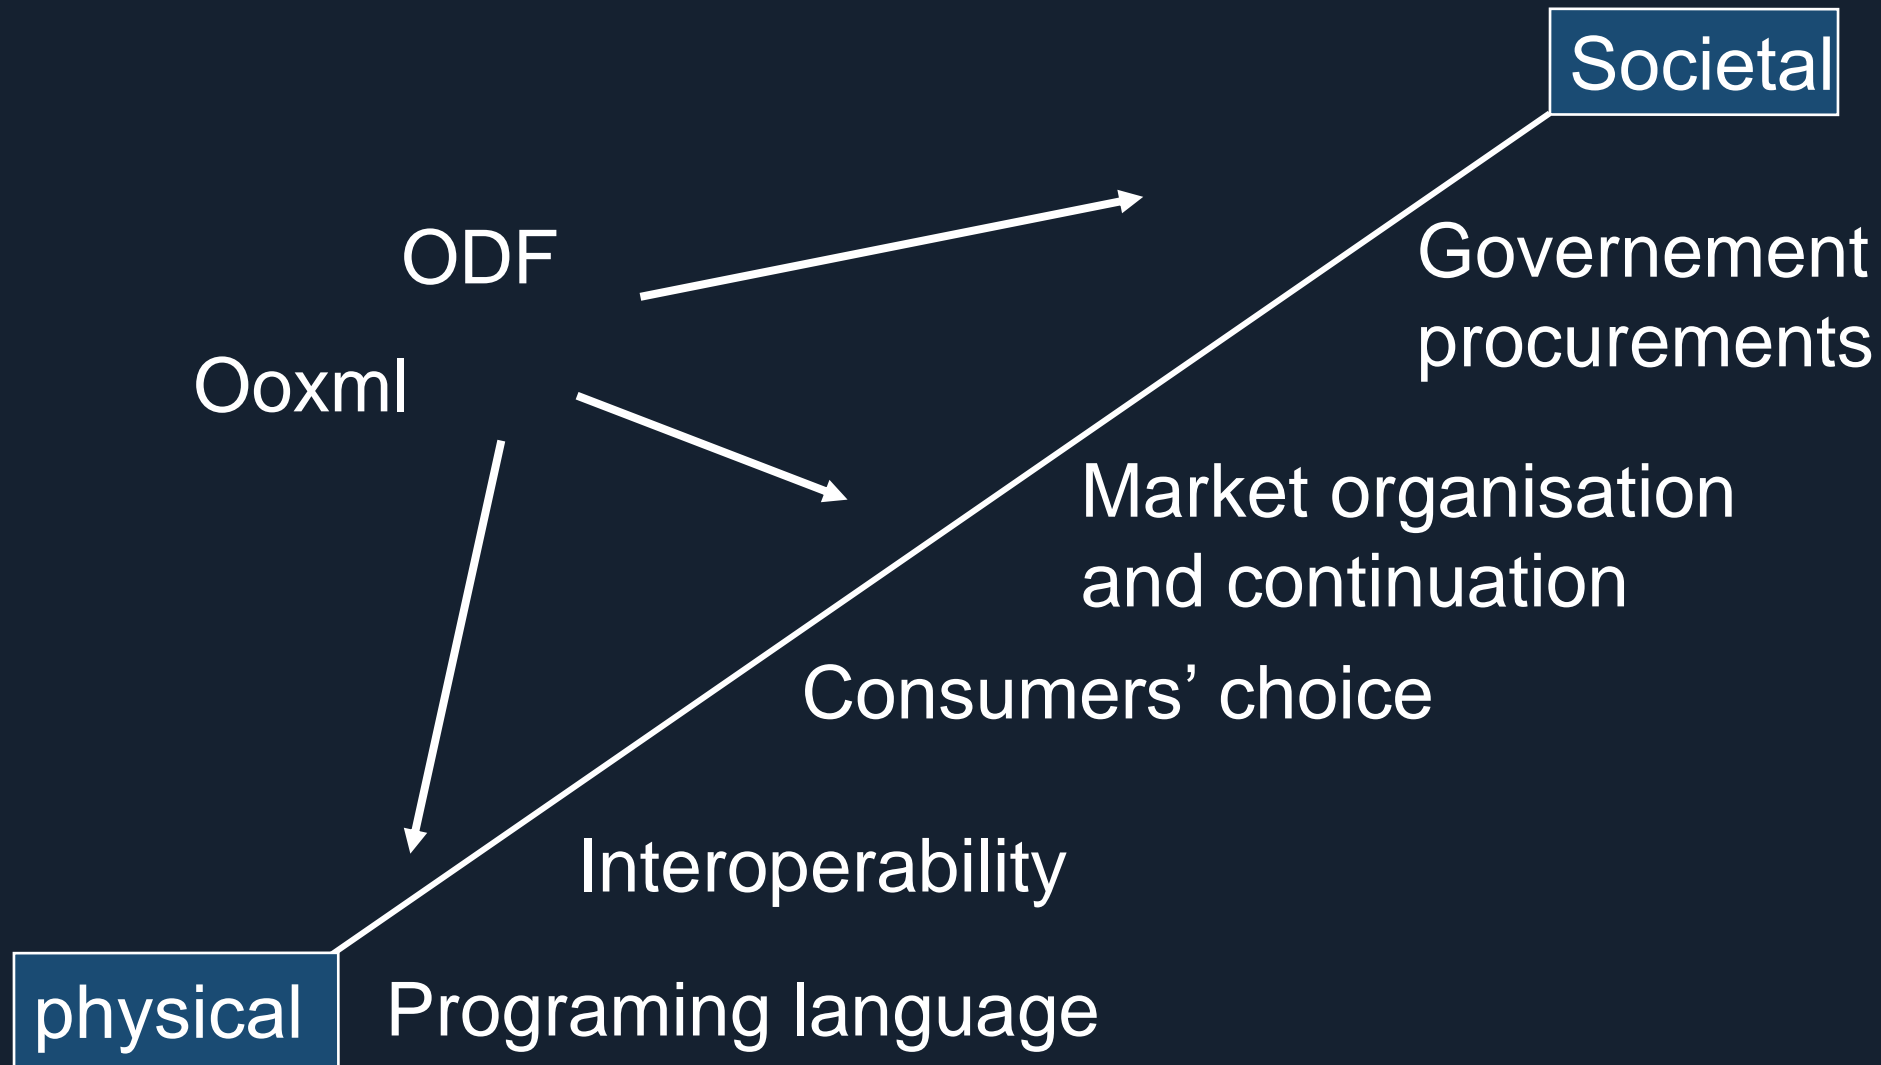 Societal
ODF
Governement
procurements
Ooxml
Market organisation
and continuation
Consumers’ choice
Interoperability
physical
Programing language